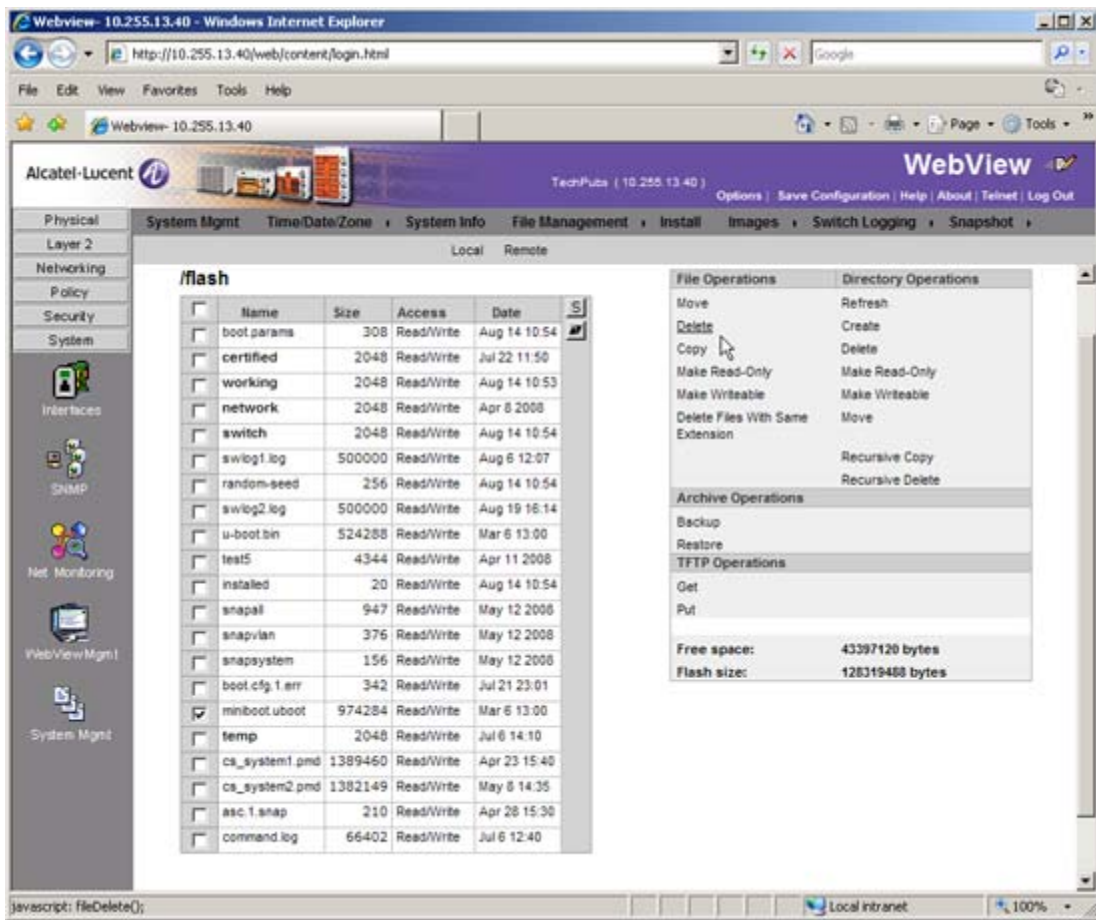 Webview- 10.255.13.40 - Windows Internet Explorer
http://10.255.13.40/web/content/login.html
Google
File Edit View Favorites Tools Help
Webview- 10.255.13.40
Page Tools
Alcatel-Lucent
WebView
TechPubs ( 10.255.13.40 )
Options | Save Configuration | Help | About | Telnet | Log Out
Physical
Layer 2
Networking
Policy
Security
System
Interfaces
SNMP
Net Monitoring
WebViewMgmt
System Mgmt
System Mgmt Time/Date/Zone System Info File Management Install Images Switch Logging Snapshot
Local Remote
/flash
Name Size Access Date S
boot.params 308 Read/Write Aug 14 10:54
certified 2048 Read/Write Jul 22 11:50
working 2048 Read/Write Aug 14 10:53
network 2048 Read/Write Apr 8 2008
switch 2048 Read/Write Aug 14 10:54
swlog1.log 500000 Read/Write Aug 6 12:07
random-seed 256 Read/Write Aug 14 10:54
swlog2.log 500000 Read/Write Aug 19 16:14
u-boot.bin 524288 Read/Write Mar 6 13:00
test5 4344 Read/Write Apr 11 2008
installed 20 Read/Write Aug 14 10:54
snapall 947 Read/Write May 12 2008
snapvlan 376 Read/Write May 12 2008
snapsystem 156 Read/Write May 12 2008
boot.cfg.1.err 342 Read/Write Jul 21 23:01
miniboot.uboot 974284 Read/Write Mar 6 13:00
temp 2048 Read/Write Jul 6 14:10
cs_system1.pmd 1389460 Read/Write Apr 23 15:40
cs_system2.pmd 1382149 Read/Write May 8 14:35
asc.1.snap 210 Read/Write Apr 28 15:30
command.log 66402 Read/Write Jul 6 12:40
File Operations Directory Operations
Move Refresh
Delete Create
Copy Delete
Make Read-Only Make Read-Only
Make Writeable Make Writeable
Delete Files With Same Move
Extension
Recursive Copy
Recursive Delete
Archive Operations
Backup
Restore
TFTP Operations
Get
Put
Free space: 43397120 bytes
Flash size: 128319488 bytes
javascript: fileDelete();
Local intranet
100%